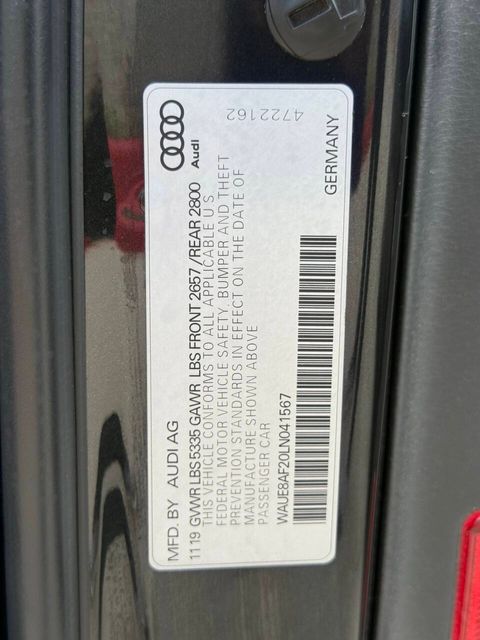 MFD. BY AUDI AG
Audi
11 19 GVWR LBS 5335 GAWR LBS FRONT 2657 /REAR 2800
THIS VEHICLE CONFORMS TO ALL APPLICABLE U.S.
FEDERAL MOTOR VEHICLE SAFETY, BUMPER AND THEFT
PREVENTION STANDARDS IN EFFECT ON THE DATE OF
MANUFACTURE SHOWN ABOVE
PASSENGER CAR
WAUE8AF20LN041567
GERMANY
4722162